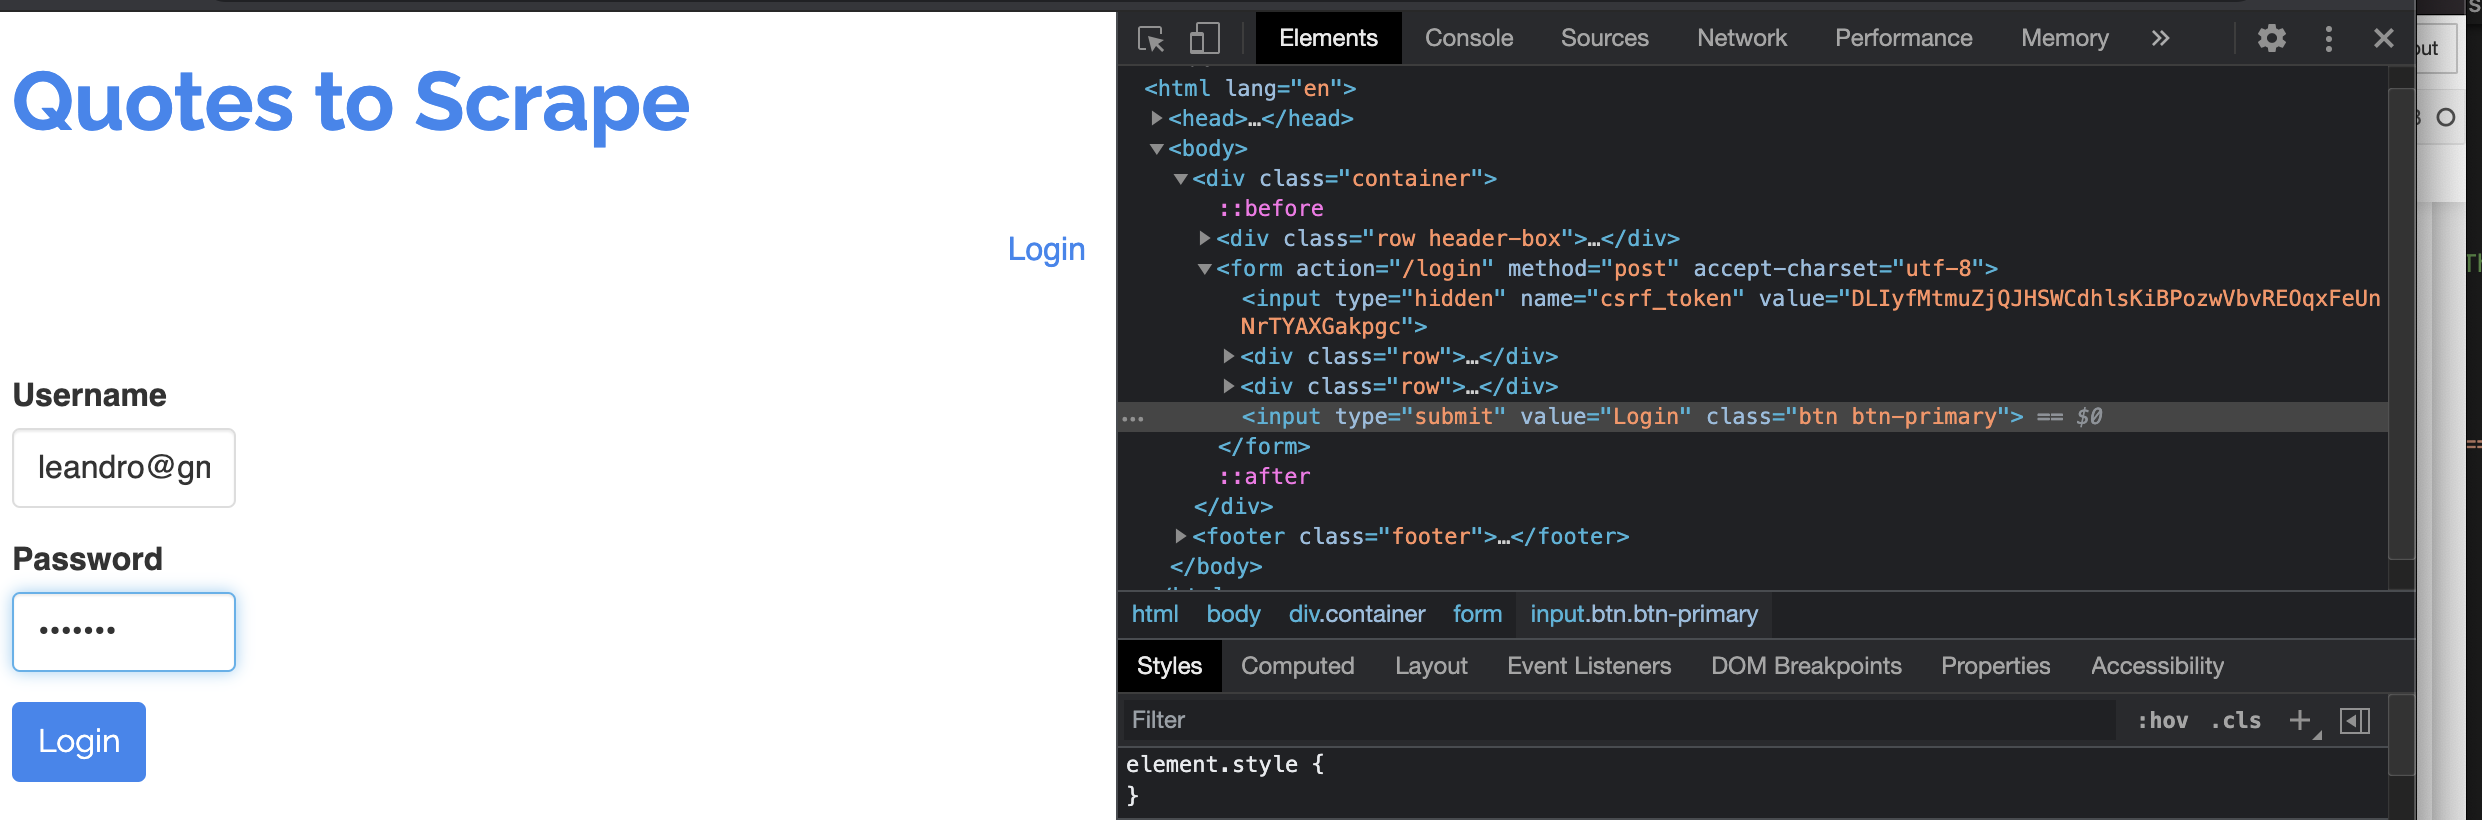 Quotes to Scrape
Login
Username
leandro@gn
Password
•••••••
Login
Elements Console Sources Network Performance Memory »
<html lang="en">
<head>…</head>
<body>
<div class="container">
::before
<div class="row header-box">…</div>
<form action="/login" method="post" accept-charset="utf-8">
<input type="hidden" name="csrf_token" value="DLIyfMtmuZjQJHSWCdhlsKiBPozwVbvREOqxFeUn
NrTYAXGakpgc">
<div class="row">…</div>
<div class="row">…</div>
<input type="submit" value="Login" class="btn btn-primary"> == $0
</form>
::after
</div>
<footer class="footer">…</footer>
</body>
html body div.container form input.btn.btn-primary
Styles Computed Layout Event Listeners DOM Breakpoints Properties Accessibility
Filter :hov .cls +
element.style {
}